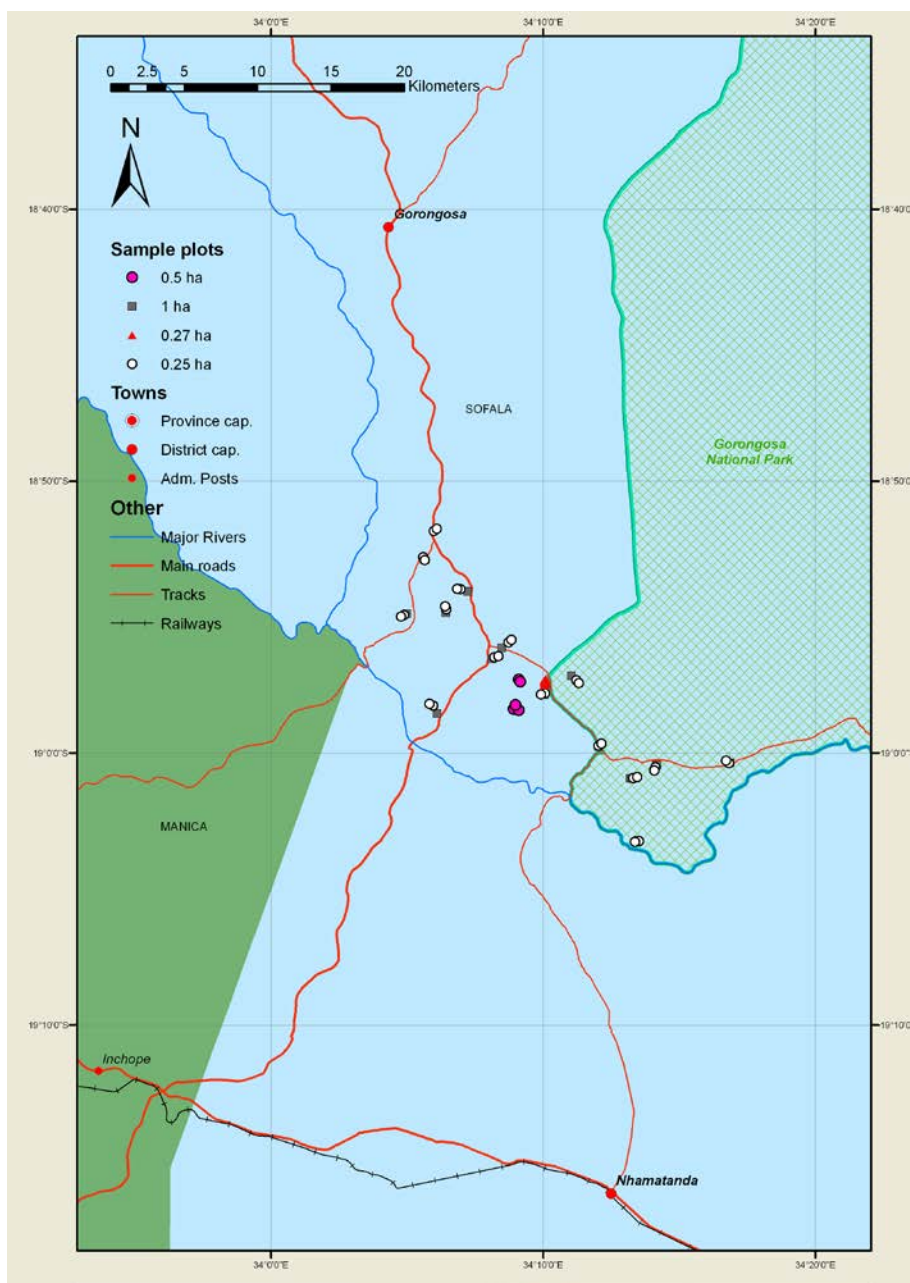 34°0'0"E 34°10'0"E 34°20'0"E
0 2.5 5 10 15 20
Kilometers
N
18°40'0"S 18°40'0"S
Gorongosa
Sample plots
0.5 ha
1 ha
0.27 ha
0.25 ha
Towns
Province cap.
District cap.
Adm. Posts
Other
Major Rivers
Main roads
Tracks
Railways
SOFALA
Gorongosa
National Park
18°50'0"S 18°50'0"S
19°0'0"S 19°0'0"S
MANICA
19°10'0"S 19°10'0"S
Inchope
Nhamatanda
34°0'0"E 34°10'0"E 34°20'0"E